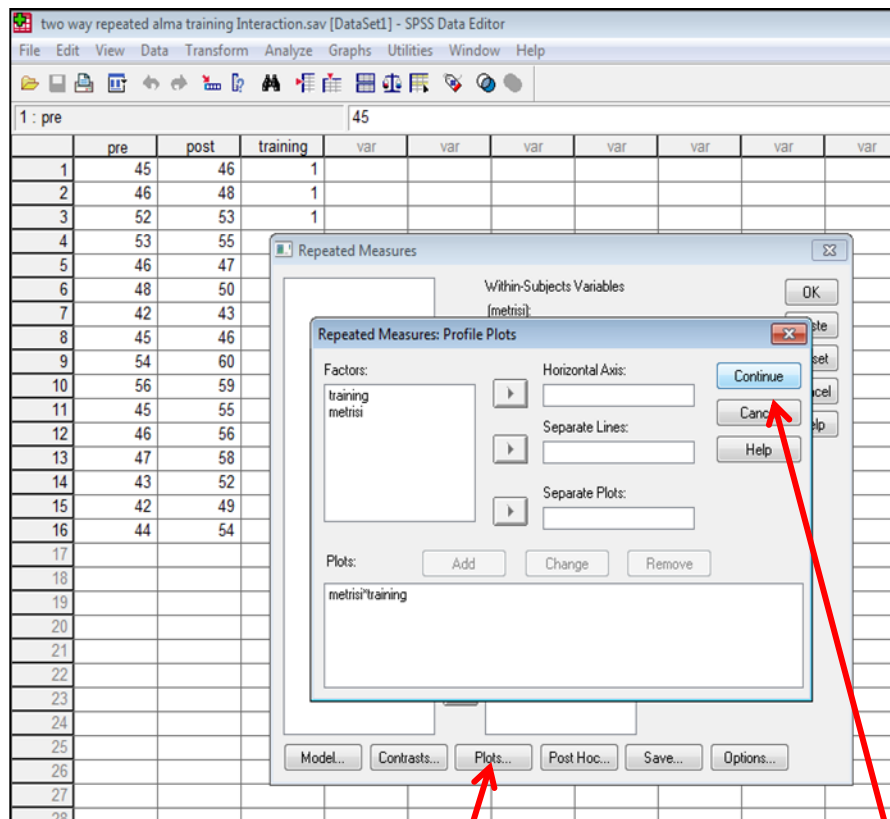 two way repeated alma training Interaction.sav [DataSet1] - SPSS Data Editor
File Edit View Data Transform Analyze Graphs Utilities Window Help
1 : pre 45
pre post training var var var var var var var
1 45 46 1
2 46 48 1
3 52 53 1
4 53 55
5 46 47
6 48 50
7 42 43
8 45 46
9 54 60
10 56 59
11 45 55
12 46 56
13 47 58
14 43 52
15 42 49
16 44 54
17
18
19
20
21
22
23
24
25
26
27
28
Repeated Measures
Within-Subjects Variables
(metrisi):
OK
Repeated Measures: Profile Plots
Factors:
training
metrisi
Horizontal Axis:
Separate Lines:
Separate Plots:
Continue
Cancel
Help
Plots:
Add Change Remove
metrisi*training
Model... Contrasts... Plots... Post Hoc... Save... Options...